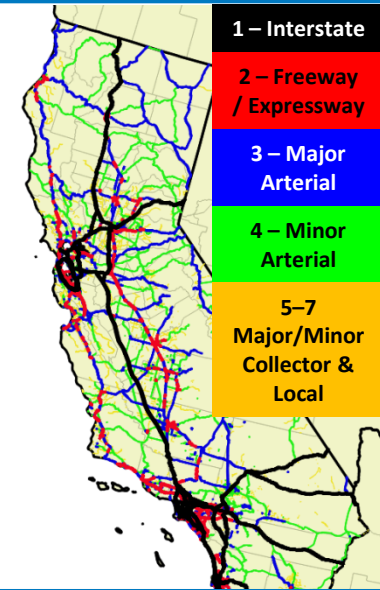 1 – Interstate
2 – Freeway
/ Expressway
3 – Major
Arterial
4 – Minor
Arterial
5–7
Major/Minor
Collector &
Local